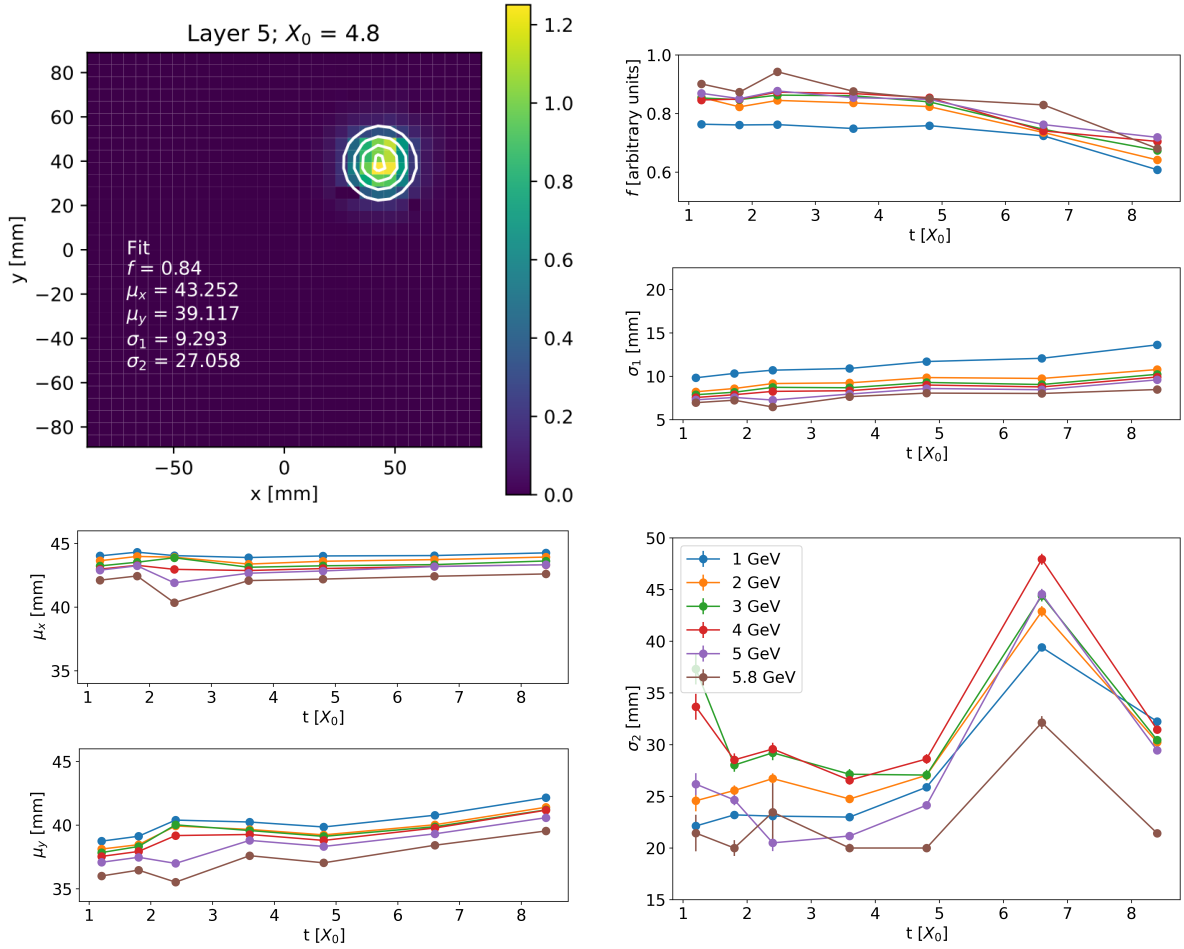 Layer 5; X₀ = 4.8
80
60
40
20
0
−20
−40
−60
−80
y [mm]
−50
0
50
x [mm]
Fit
f = 0.84
μₓ = 43.252
μ_y = 39.117
σ₁ = 9.293
σ₂ = 27.058
1.2
1.0
0.8
0.6
0.4
0.2
0.0
1.0
0.8
0.6
f [arbitrary units]
1 2 3 4 5 6 7 8
t [X₀]
20
15
10
5
σ₁ [mm]
1 2 3 4 5 6 7 8
t [X₀]
45
40
35
μₓ [mm]
1 2 3 4 5 6 7 8
t [X₀]
45
40
35
μ_y [mm]
1 2 3 4 5 6 7 8
t [X₀]
50
45
40
35
30
25
20
15
σ₂ [mm]
1 GeV
2 GeV
3 GeV
4 GeV
5 GeV
5.8 GeV
1 2 3 4 5 6 7 8
t [X₀]